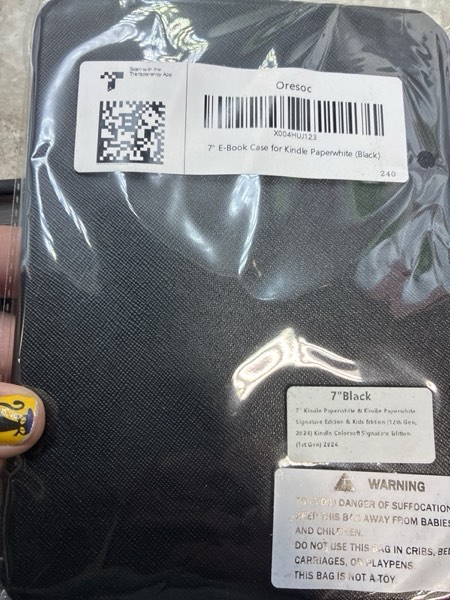 Scan with the
Transparency App
Oresoc
X004HUJ123
7" E-Book Case for Kindle Paperwhite (Black)
240
7"Black
7" Kindle Paperwhite & Kindle Paperwhite
Signature Edition & Kids Edition (12th Gen,
2024) Kindle Colorsoft Signature Edition
(1st Gen) 2024
WARNING
TO AVOID DANGER OF SUFFOCATION
KEEP THIS BAG AWAY FROM BABIES
AND CHILDREN.
DO NOT USE THIS BAG IN CRIBS, BE
CARRIAGES, OR PLAYPENS.
THIS BAG IS NOT A TOY.